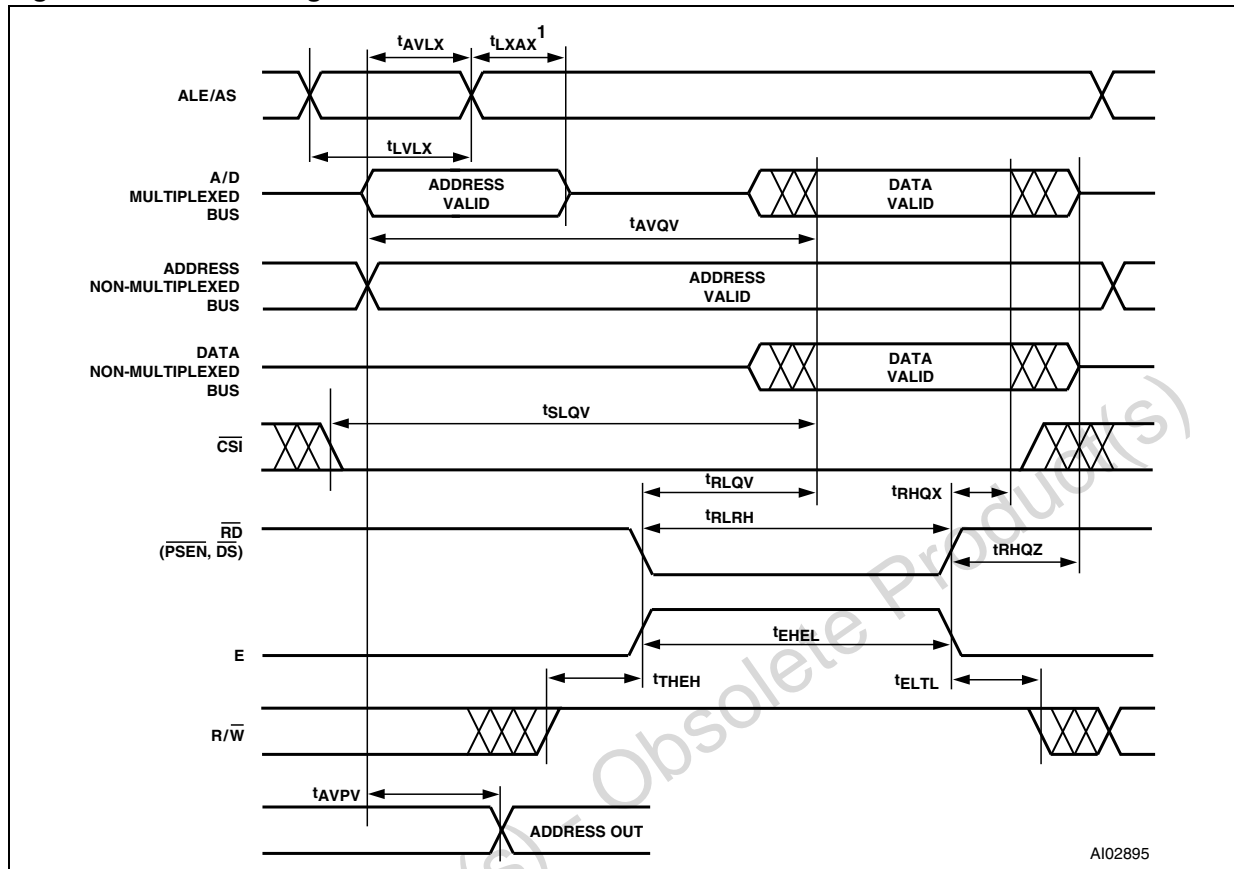 tAVLX
tLXAX1
ALE/AS
tLVLX
A/D
MULTIPLEXED
BUS
ADDRESS
VALID
DATA
VALID
tAVQV
ADDRESS
NON-MULTIPLEXED
BUS
ADDRESS
VALID
DATA
NON-MULTIPLEXED
BUS
DATA
VALID
tSLQV
CSI
tRLQV
tRHQX
tRLRH
RD
(PSEN, DS)
tRHQZ
tEHEL
E
tTHEH
tELTL
R/W
tAVPV
ADDRESS OUT
AI02895
(s) - Obsolete Product(s)